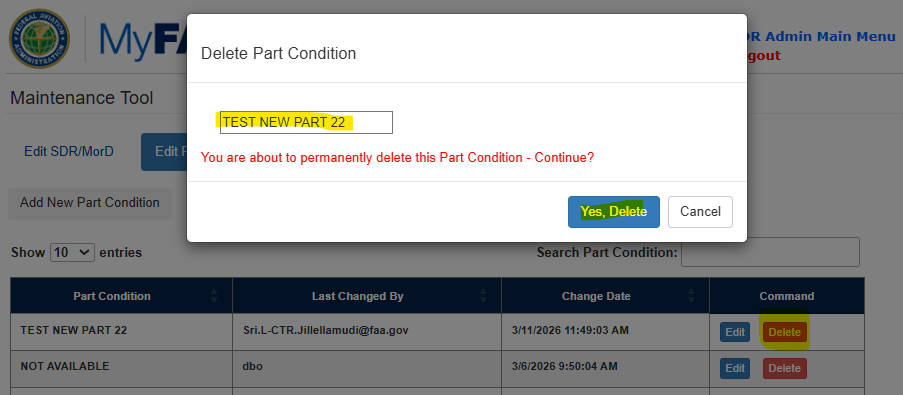 FEDERAL AVIATION
ADMINISTRATION
MyFA
Delete Part Condition
R Admin Main Menu
gout
Maintenance Tool
TEST NEW PART 22
Edit SDR/MorD
Edit
You are about to permanently delete this Part Condition - Continue?
Add New Part Condition
Yes, Delete
Cancel
Show 10 entries
Search Part Condition:
Part Condition Last Changed By Change Date Command
TEST NEW PART 22 Sri.L-CTR.Jillellamudi@faa.gov 3/11/2026 11:49:03 AM Edit Delete
NOT AVAILABLE dbo 3/6/2026 9:50:04 AM Edit Delete